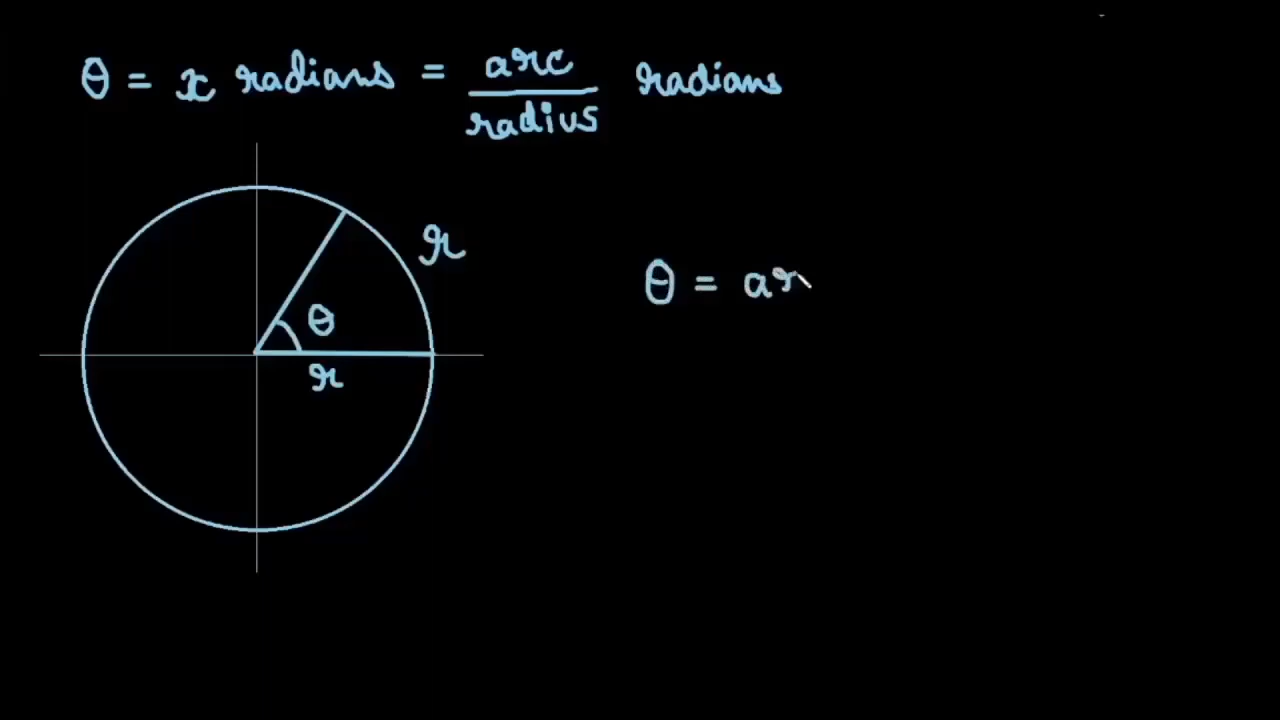 θ = x radians = arc/radius radians
r
θ = ar
θ
r